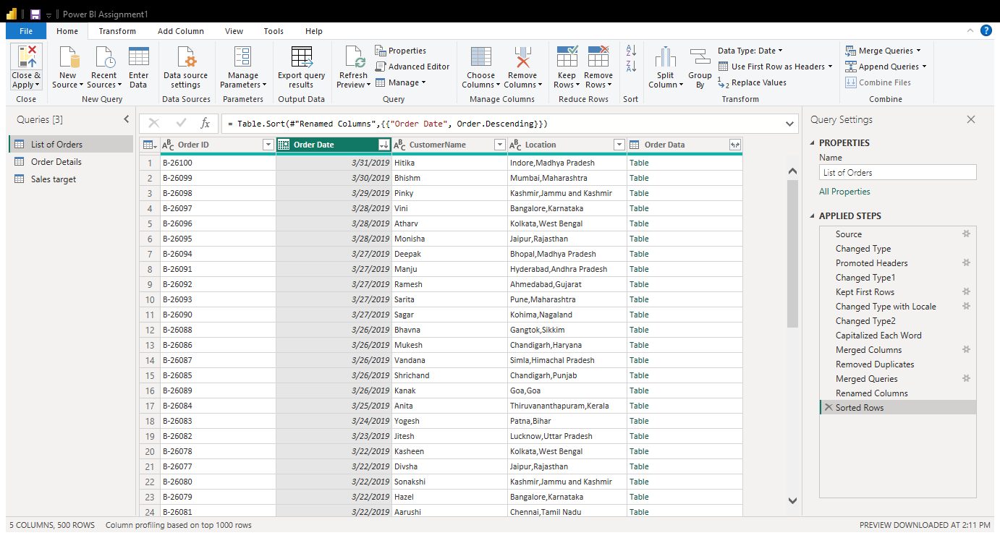 Power BI Assignment1
File Home Transform Add Column View Tools Help
Close & Apply
New Source
Recent Sources
Enter Data
Data source settings
Manage Parameters
Export query results
Refresh Preview
Properties
Advanced Editor
Manage
Choose Columns
Remove Columns
Keep Rows
Remove Rows
Split Column
Group By
Data Type: Date
Use First Row as Headers
Replace Values
Merge Queries
Append Queries
Combine Files
Close New Query Data Sources Parameters Output Data Query Manage Columns Reduce Rows Sort Transform Combine
Queries [3]
List of Orders
Order Details
Sales target
fx = Table.Sort(#"Renamed Columns",{{"Order Date", Order.Descending}})
Order ID Order Date CustomerName Location Order Data
1 B-26100 3/31/2019 Hitika Indore,Madhya Pradesh Table
2 B-26099 3/30/2019 Bhishm Mumbai,Maharashtra Table
3 B-26098 3/29/2019 Pinky Kashmir,Jammu and Kashmir Table
4 B-26097 3/28/2019 Vini Bangalore,Karnataka Table
5 B-26096 3/28/2019 Atharv Kolkata,West Bengal Table
6 B-26095 3/28/2019 Monisha Jaipur,Rajasthan Table
7 B-26094 3/27/2019 Deepak Bhopal,Madhya Pradesh Table
8 B-26091 3/27/2019 Manju Hyderabad,Andhra Pradesh Table
9 B-26092 3/27/2019 Ramesh Ahmedabad,Gujarat Table
10 B-26093 3/27/2019 Sarita Pune,Maharashtra Table
11 B-26090 3/27/2019 Sagar Kohima,Nagaland Table
12 B-26088 3/26/2019 Bhavna Gangtok,Sikkim Table
13 B-26086 3/26/2019 Mukesh Chandigarh,Haryana Table
14 B-26087 3/26/2019 Vandana Simla,Himachal Pradesh Table
15 B-26085 3/26/2019 Shrichand Chandigarh,Punjab Table
16 B-26089 3/26/2019 Kanak Goa,Goa Table
17 B-26084 3/25/2019 Anita Thiruvananthapuram,Kerala Table
18 B-26083 3/24/2019 Yogesh Patna,Bihar Table
19 B-26082 3/23/2019 Jitesh Lucknow,Uttar Pradesh Table
20 B-26078 3/22/2019 Kasheen Kolkata,West Bengal Table
21 B-26077 3/22/2019 Divsha Jaipur,Rajasthan Table
22 B-26080 3/22/2019 Sonakshi Kashmir,Jammu and Kashmir Table
23 B-26079 3/22/2019 Hazel Bangalore,Karnataka Table
24 B-26081 3/22/2019 Aarushi Chennai,Tamil Nadu Table
Query Settings
PROPERTIES
Name
List of Orders
All Properties
APPLIED STEPS
Source
Changed Type
Promoted Headers
Changed Type1
Kept First Rows
Changed Type with Locale
Changed Type2
Capitalized Each Word
Merged Columns
Removed Duplicates
Merged Queries
Renamed Columns
Sorted Rows
5 COLUMNS, 500 ROWS Column profiling based on top 1000 rows
PREVIEW DOWNLOADED AT 2:11 PM